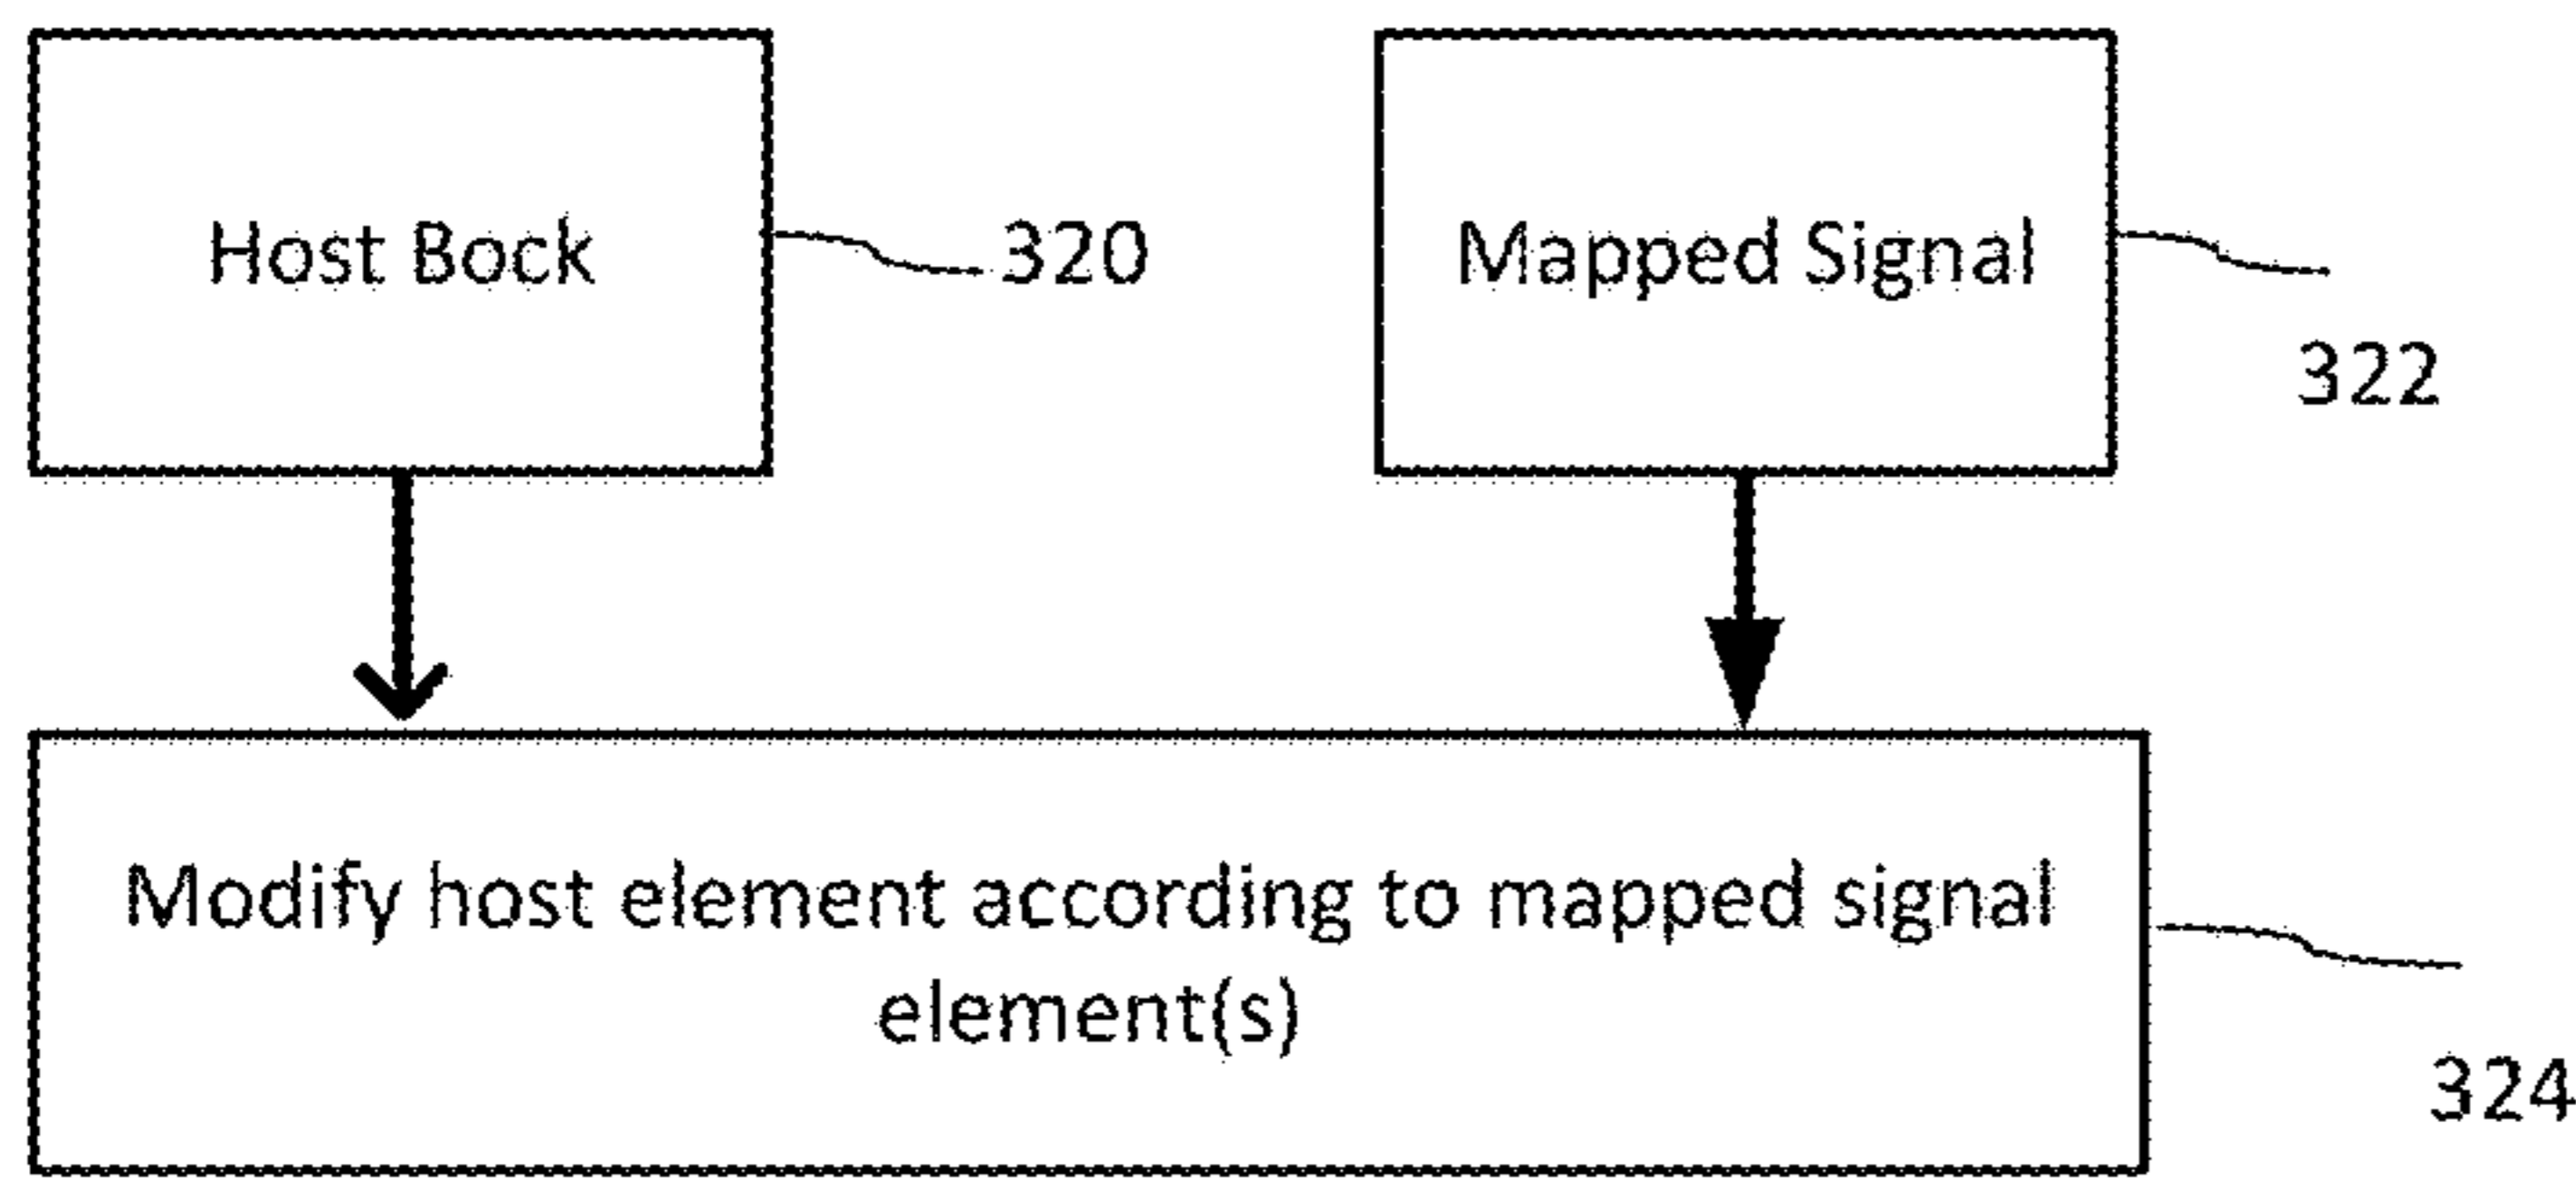 Host Bock
320
Mapped Signal
322
Modify host element according to mapped signal
element(s)
324